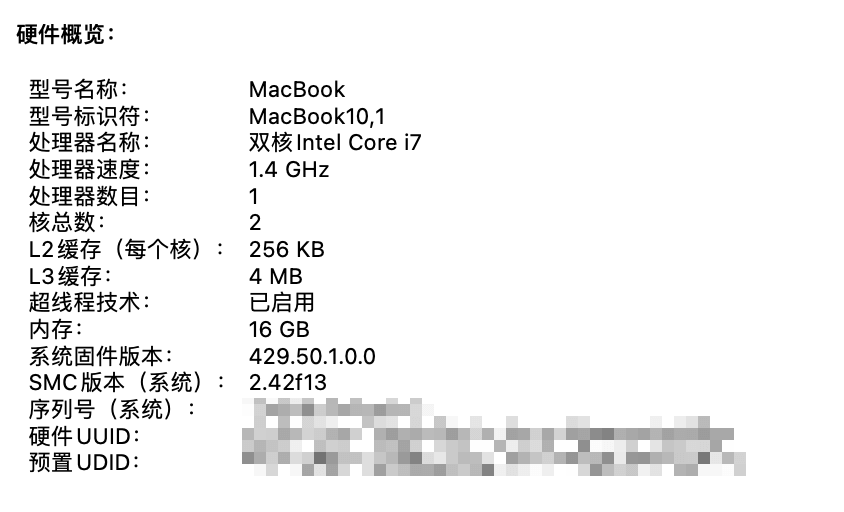 硬件概览：
型号名称： MacBook
型号标识符： MacBook10,1
处理器名称： 双核Intel Core i7
处理器速度： 1.4 GHz
处理器数目： 1
核总数： 2
L2缓存（每个核）： 256 KB
L3缓存： 4 MB
超线程技术： 已启用
内存： 16 GB
系统固件版本： 429.50.1.0.0
SMC版本（系统）： 2.42f13
序列号（系统）：
硬件UUID：
预置UDID：